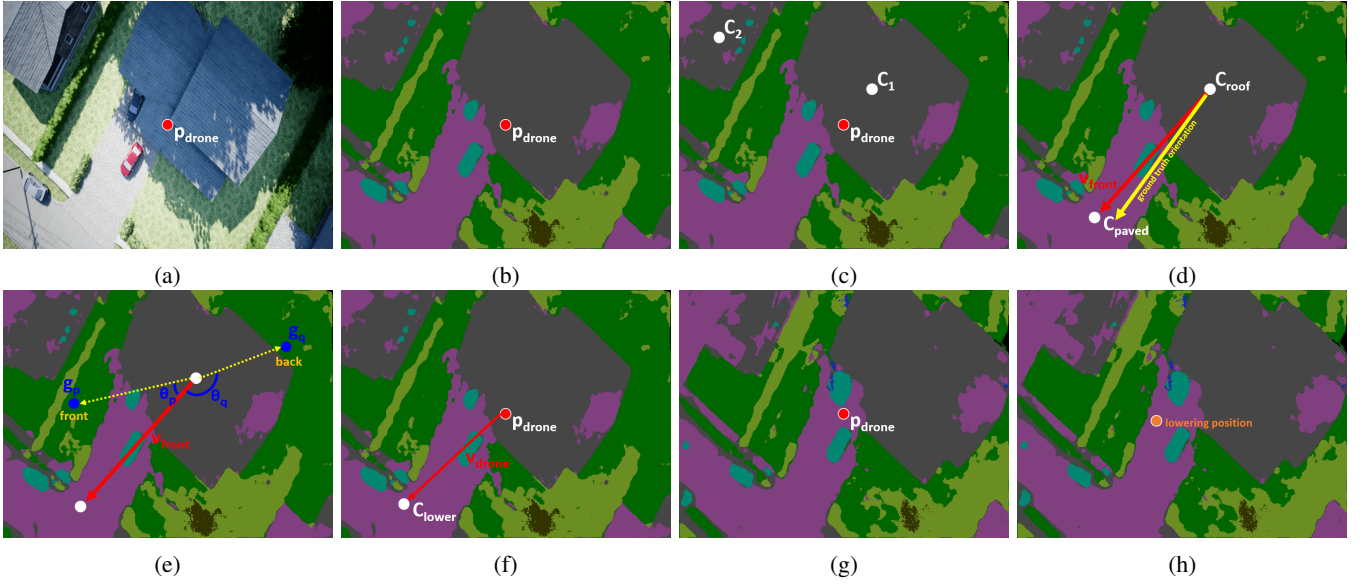 p_drone
p_drone
C_2
C_1
p_drone
C_roof
ground truth orientation
v_front
C_paved
(a)
(b)
(c)
(d)
g_q
back
g_p
front
θ_p
θ_q
v_front
p_drone
v_drone
C_lower
p_drone
lowering position
(e)
(f)
(g)
(h)